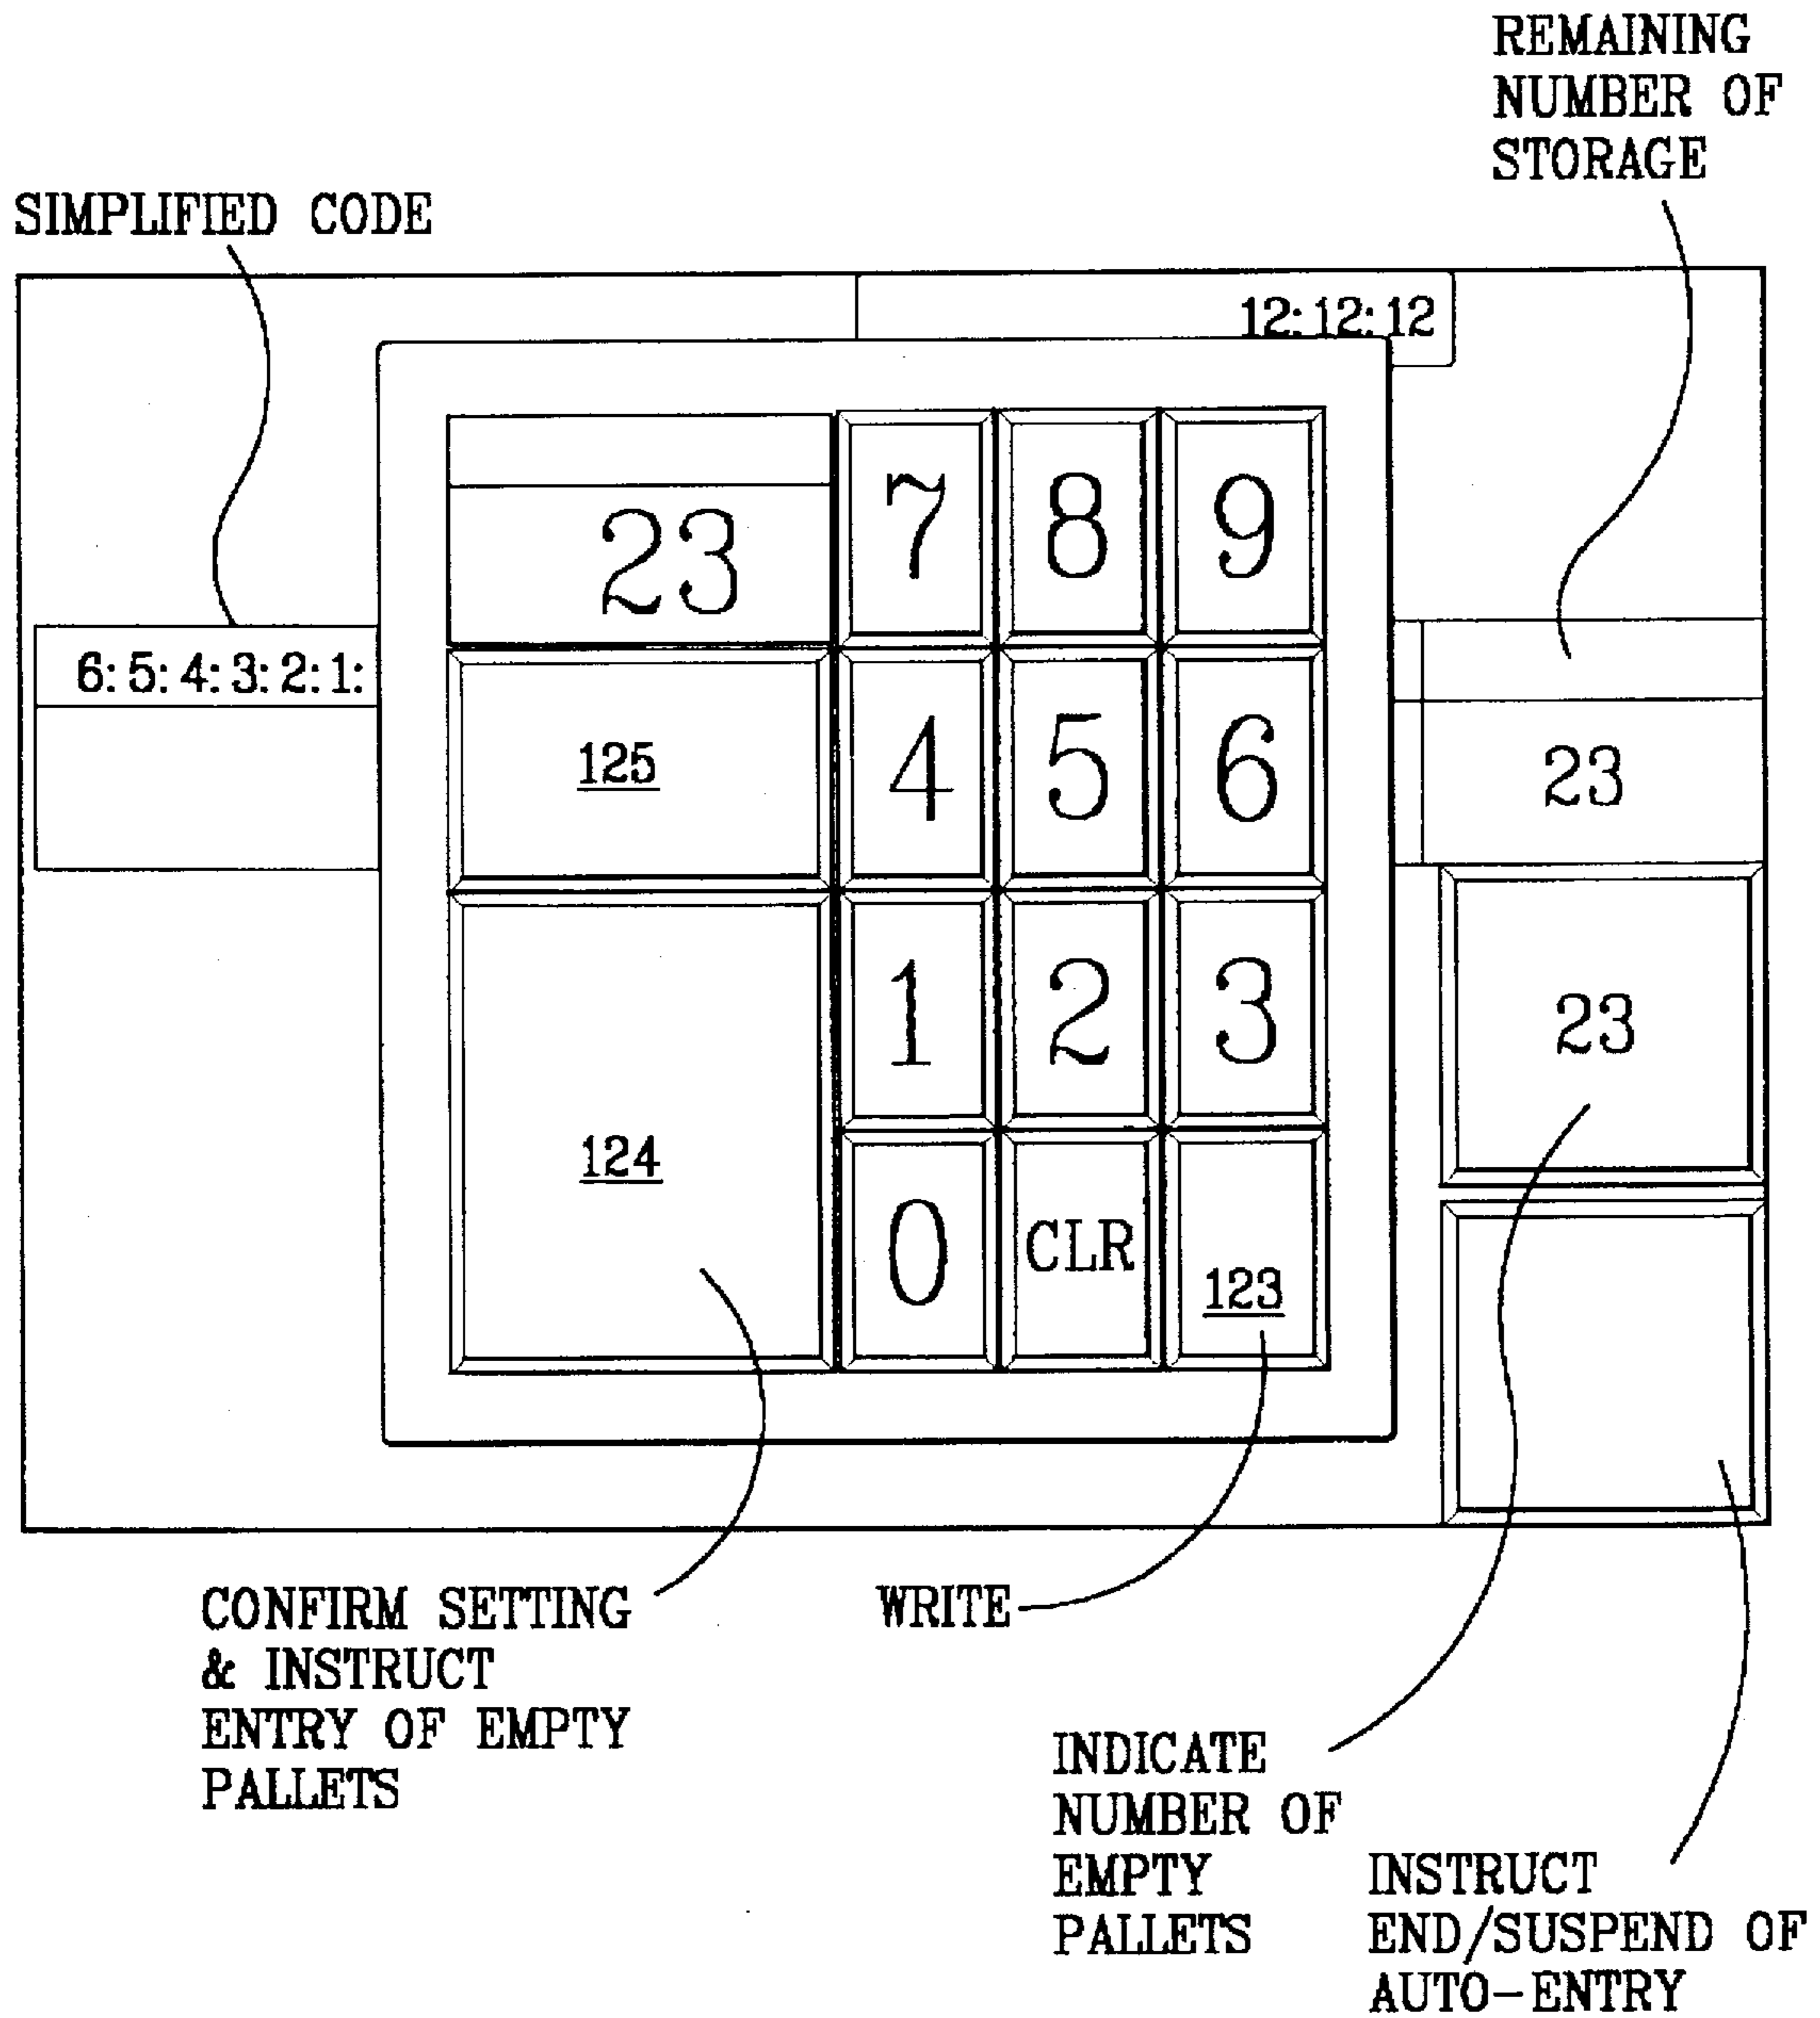 REMAINING
NUMBER OF
STORAGE
SIMPLIFIED CODE
12:12:12
23
7 8 9
6:5:4:3:2:1:
125
4 5 6
23
1 2 3
23
124
0 CLR
123
CONFIRM SETTING
& INSTRUCT
ENTRY OF EMPTY
PALLETS
WRITE
INDICATE
NUMBER OF
EMPTY
PALLETS
INSTRUCT
END/SUSPEND OF
AUTO-ENTRY